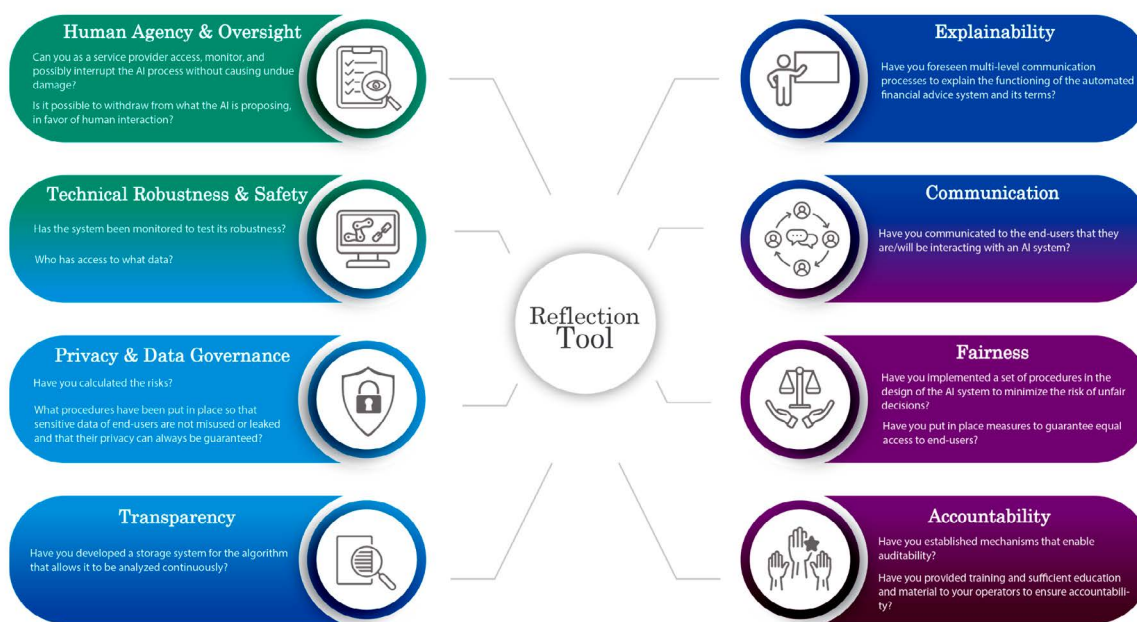 Human Agency & Oversight
Can you as a service provider access, monitor, and
possibly interrupt the AI process without causing undue
damage?
Is it possible to withdraw from what the AI is proposing,
in favor of human interaction?
Technical Robustness & Safety
Has the system been monitored to test its robustness?
Who has access to what data?
Privacy & Data Governance
Have you calculated the risks?
What procedures have been put in place so that
sensitive data of end-users are not misused or leaked
and that their privacy can always be guaranteed?
Transparency
Have you developed a storage system for the algorithm
that allows it to be analyzed continuously?
Reflection
Tool
Explainability
Have you foreseen multi-level communication
processes to explain the functioning of the automated
financial advice system and its terms?
Communication
Have you communicated to the end-users that they
are/will be interacting with an AI system?
Fairness
Have you implemented a set of procedures in the
design of the AI system to minimize the risk of unfair
decisions?
Have you put in place measures to guarantee equal
access to end-users?
Accountability
Have you established mechanisms that enable
auditability?
Have you provided training and sufficient education
and material to your operators to ensure accountabili-
ty?